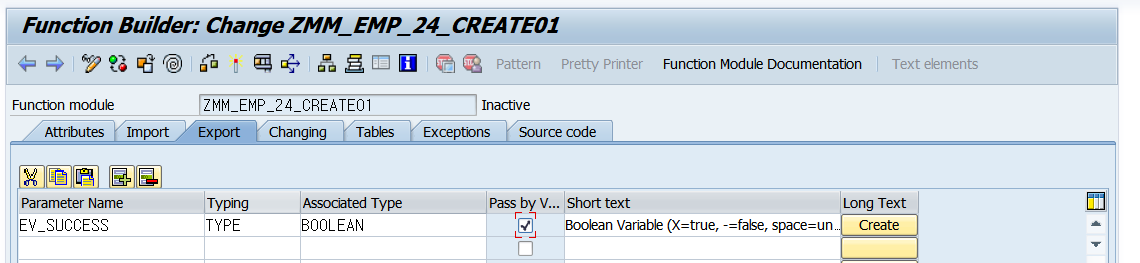 Function Builder: Change ZMM_EMP_24_CREATE01
Pattern Pretty Printer Function Module Documentation Text elements
Function module ZMM_EMP_24_CREATE01 Inactive
Attributes Import Export Changing Tables Exceptions Source code
Parameter Name Typing Associated Type Pass by V... Short text Long Text
EV_SUCCESS TYPE BOOLEAN Boolean Variable (X=true, -=false, space=un... Create